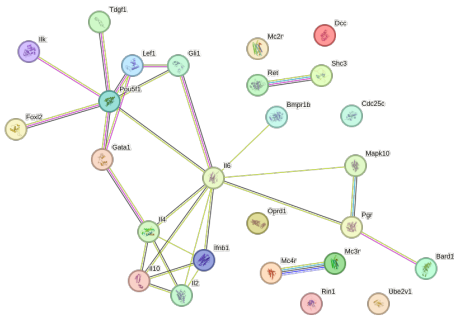 Tdgf1
Dcc
Ilk
Mc2r
Lef1
Gli1
Shc3
Ret
Pou5f1
Bmpr1b
Cdc25c
Foxl2
Gata1
Mapk10
Il6
Il4
Oprd1
Pgr
Ifnb1
Mc3r
Bard1
Il10
Mc4r
Il2
Rin1
Ube2v1